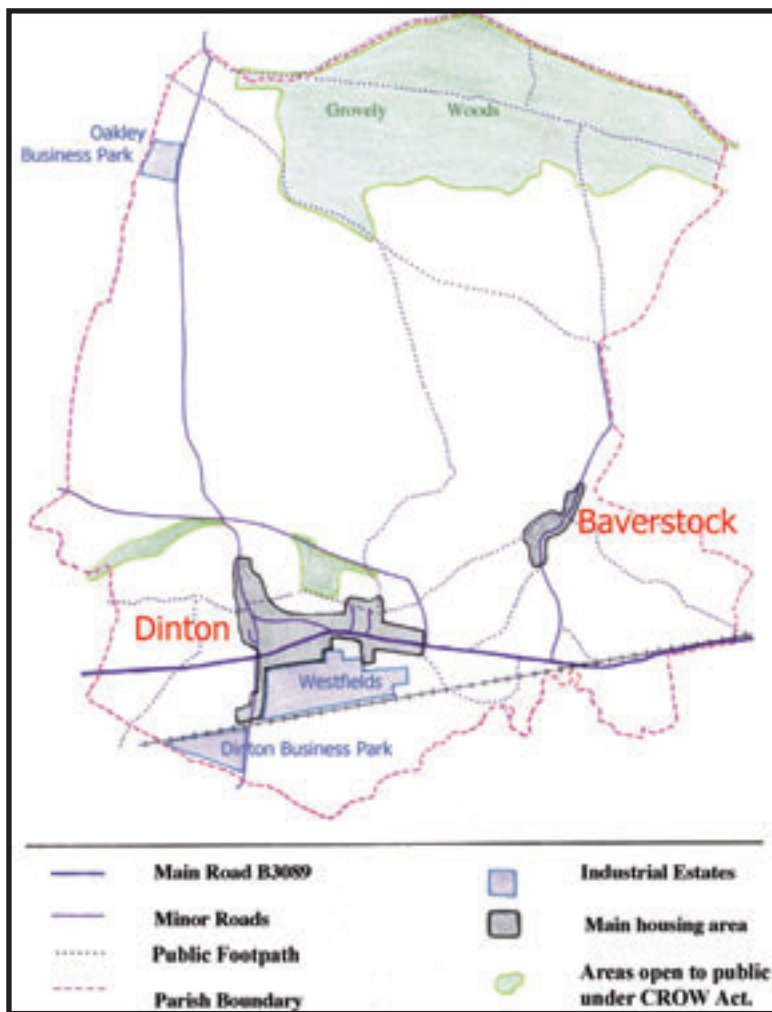 Grovely Woods
Oakley
Business Park
Baverstock
Dinton
Westfields
Dinton Business Park
Main Road B3089
Minor Roads
Public Footpath
Parish Boundary
Industrial Estates
Main housing area
Areas open to public
under CROW Act.